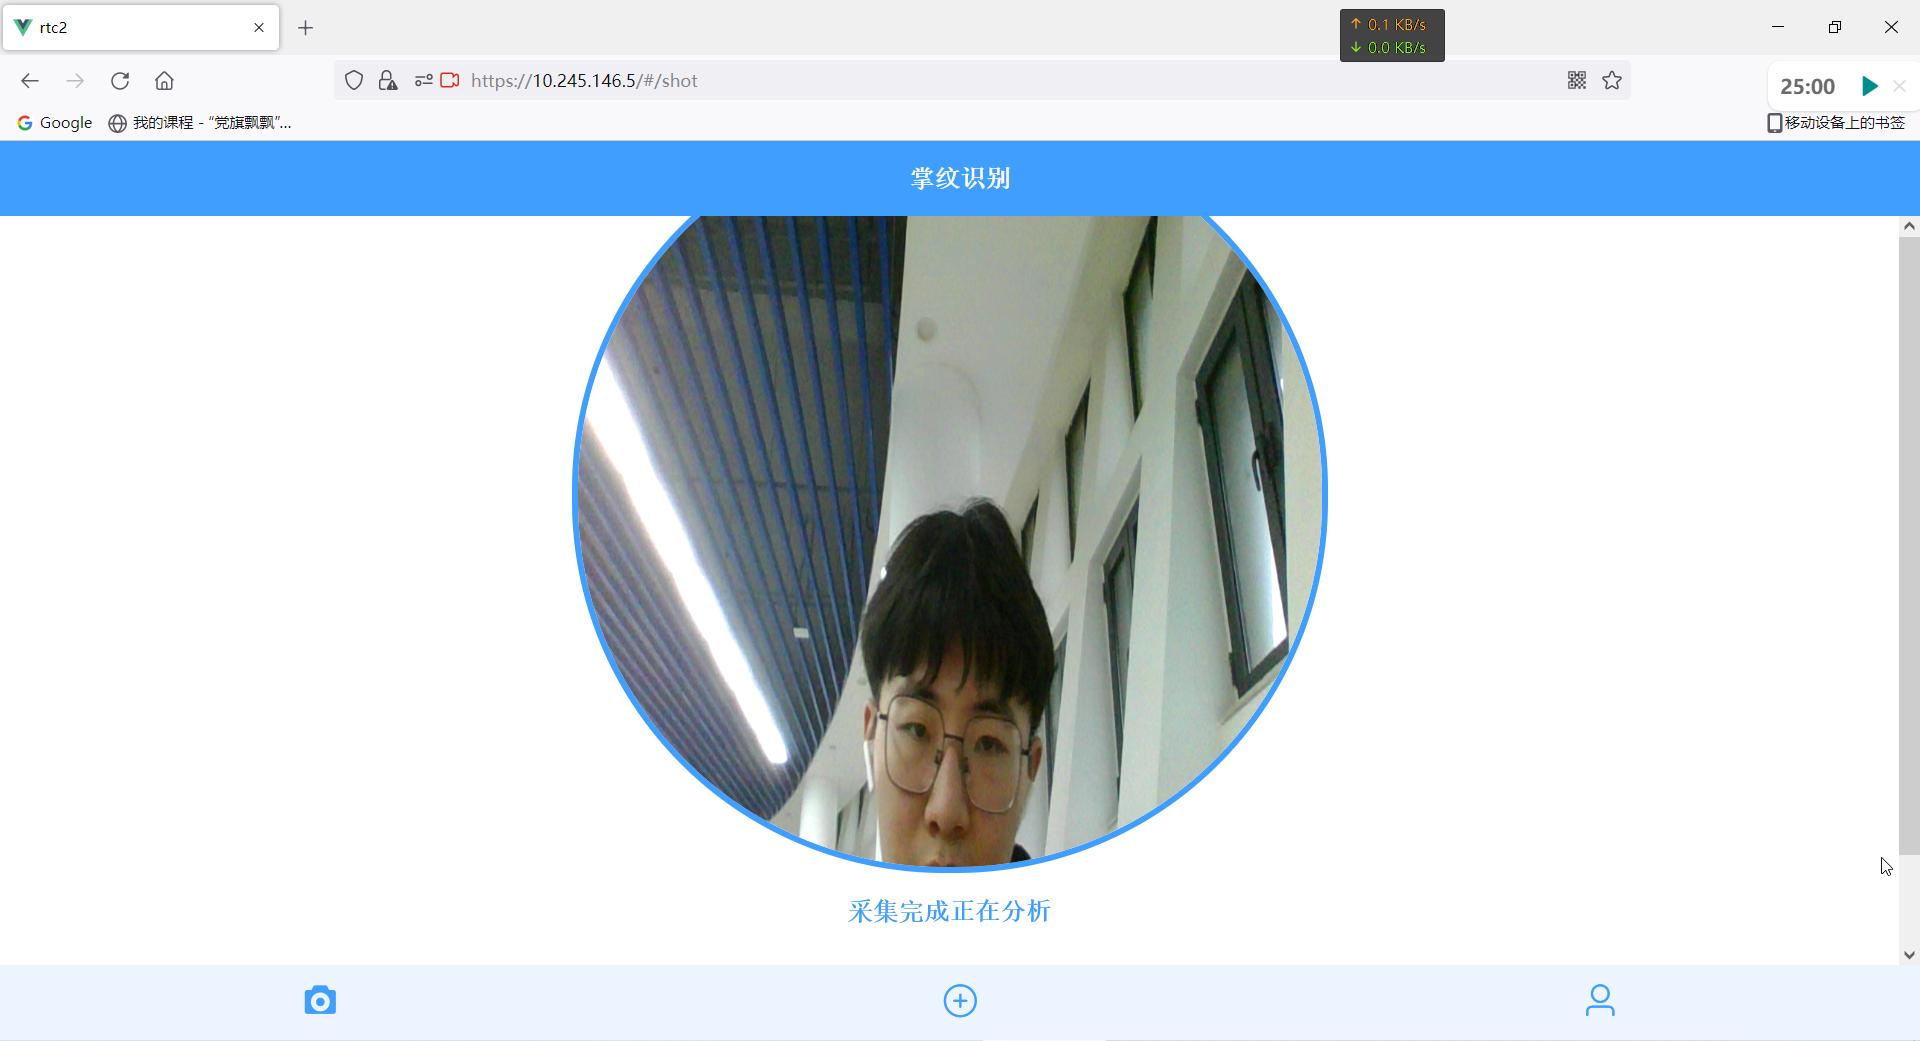 rtc2
↑ 0.1 KB/s
↓ 0.0 KB/s
https://10.245.146.5/#/shot
25:00
Google
我的课程 - “党旗飘飘”...
移动设备上的书签
掌纹识别
采集完成正在分析